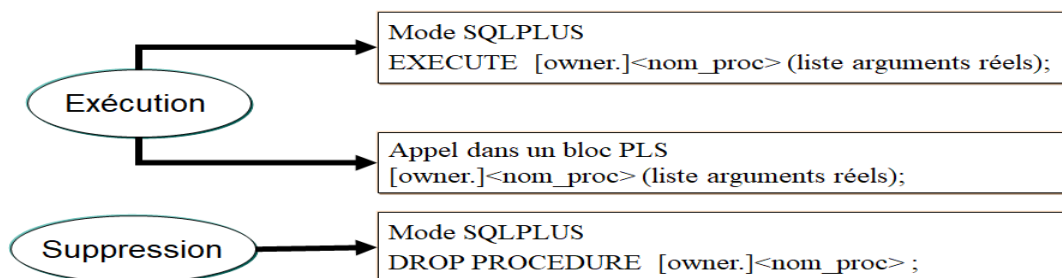 Exécution
Mode SQLPLUS
EXECUTE [owner.]<nom_proc> (liste arguments réels);
Appel dans un bloc PLS
[owner.]<nom_proc> (liste arguments réels);
Suppression
Mode SQLPLUS
DROP PROCEDURE [owner.]<nom_proc> ;